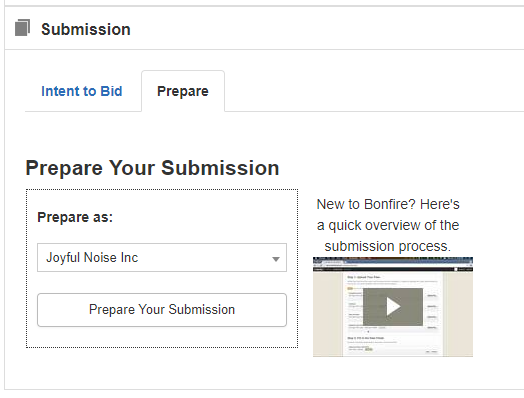 Submission
Intent to Bid
Prepare
Prepare Your Submission
Prepare as:
Joyful Noise Inc
Prepare Your Submission
New to Bonfire? Here's
a quick overview of the
submission process.